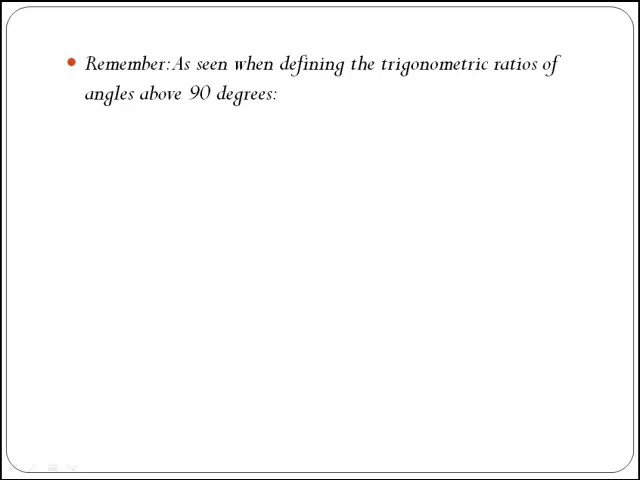 Remember: As seen when defining the trigonometric ratios of
angles above 90 degrees: